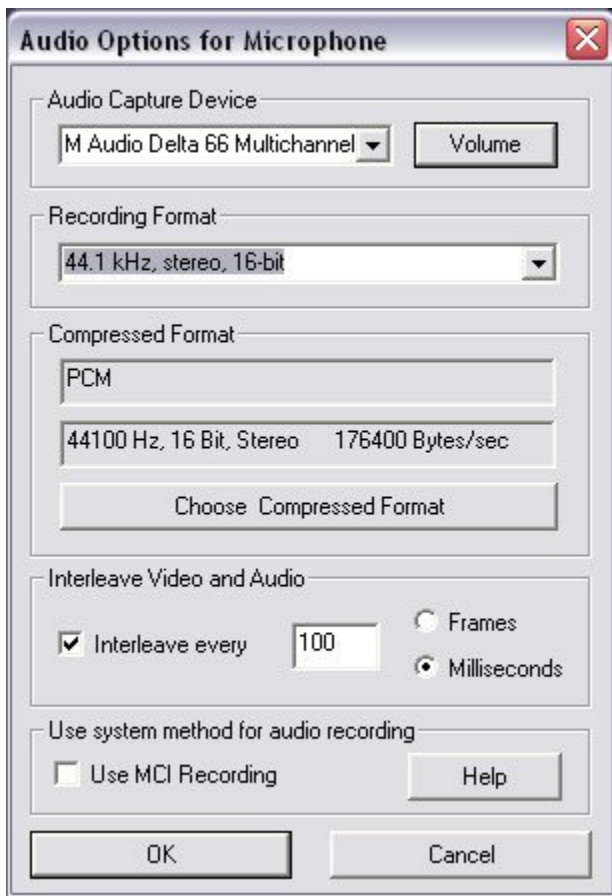 Audio Options for Microphone
Audio Capture Device
M Audio Delta 66 Multichannel
Volume
Recording Format
44.1 kHz, stereo, 16-bit
Compressed Format
PCM
44100 Hz, 16 Bit, Stereo 176400 Bytes/sec
Choose Compressed Format
Interleave Video and Audio
Interleave every 100
Frames
Milliseconds
Use system method for audio recording
Use MCI Recording
Help
OK Cancel